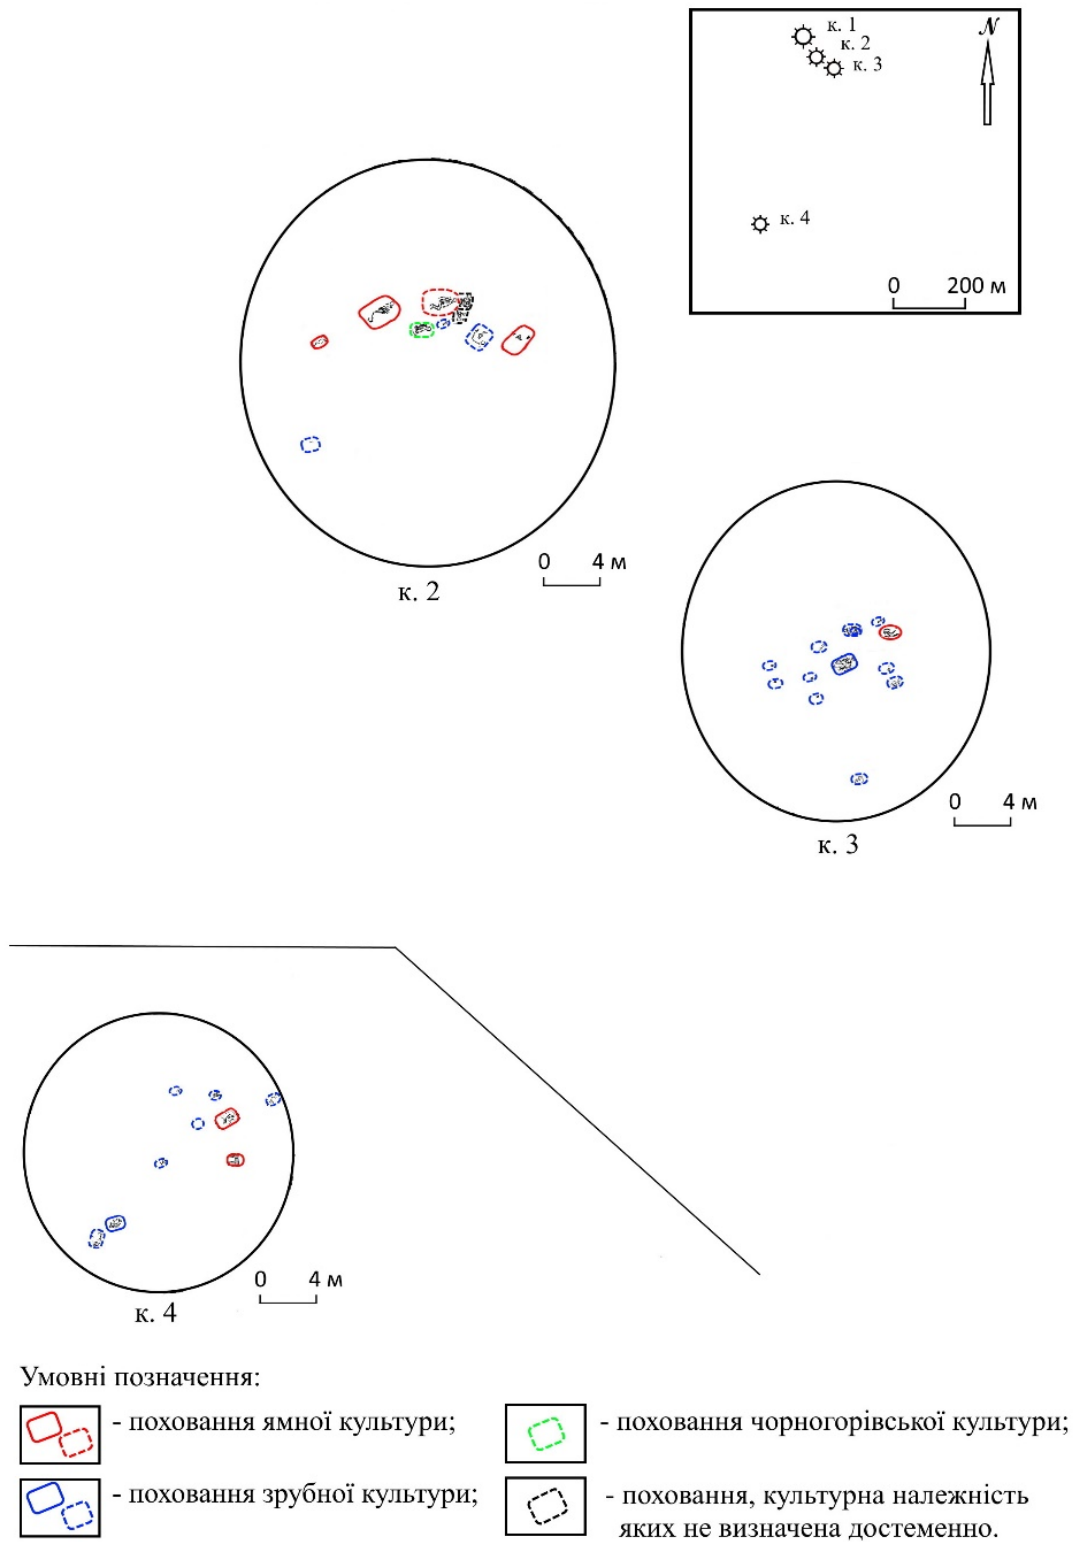 к. 1
к. 2
к. 3
N
к. 4
0 200 м
0 4 м
к. 2
0 4 м
к. 3
0 4 м
к. 4
Умовні позначення:
- поховання ямної культури;
- поховання чорногорівської культури;
- поховання зрубної культури;
- поховання, культурна належність
яких не визначена достеменно.